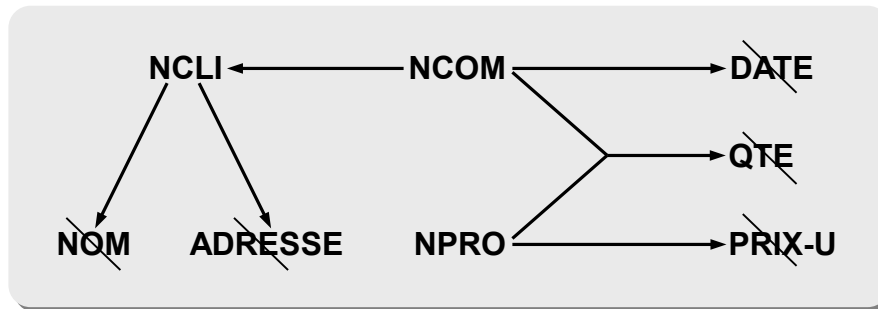 NCLI NCOM DATE
QTE
NOM ADRESSE NPRO PRIX-U